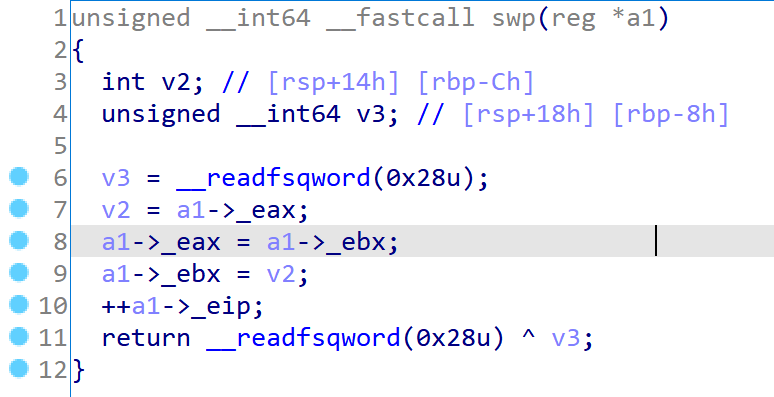 1 unsigned __int64 __fastcall swp(reg *a1)
2 {
3   int v2; // [rsp+14h] [rbp-Ch]
4   unsigned __int64 v3; // [rsp+18h] [rbp-8h]
5
6   v3 = __readfsqword(0x28u);
7   v2 = a1->_eax;
8   a1->_eax = a1->_ebx;
9   a1->_ebx = v2;
10   ++a1->_eip;
11   return __readfsqword(0x28u) ^ v3;
12 }